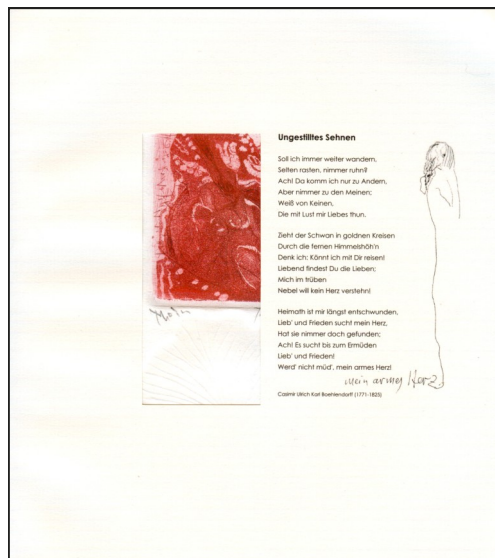 Ungestilltes Sehnen
Soll ich immer weiter wandern,
Selten rasten, nimmer ruhn?
Ach! Da komm ich nur zu Andern,
Aber nimmer zu den Meinen;
Weiß von Keinen,
Die mit Lust mir Liebes thun.
Zieht der Schwan in goldnen Kreisen
Durch die fernen Himmelshöh'n
Denk ich: Könnt ich mit Dir reisen!
Liebend findest Du die Lieben;
Mich im trüben
Nebel will kein Herz verstehn!
Heimath ist mir längst entschwunden,
Lieb' und Frieden sucht mein Herz,
Hat sie nimmer doch gefunden;
Ach! Es sucht bis zum Ermüden
Lieb' und Frieden!
Werd' nicht müd', mein armes Herz!
mein armes Herz.
Casimir Ulrich Karl Boehlendorff (1771-1825)